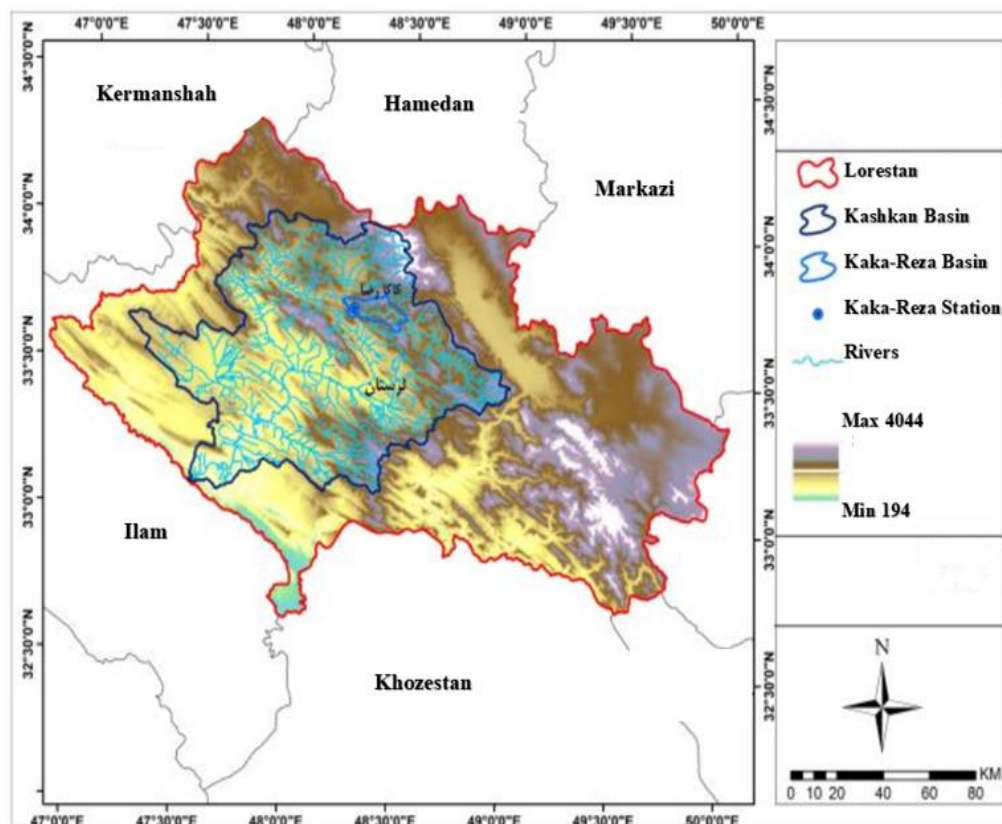 47°0'0"E 47°30'0"E 48°0'0"E 48°30'0"E 49°0'0"E 49°30'0"E 50°0'0"E
34°30'0"N
34°0'0"N
33°30'0"N
33°0'0"N
32°30'0"N
Kermanshah
Hamedan
Markazi
کاکارضا
لرستان
Ilam
Khozestan
34°30'0"N
34°0'0"N
33°30'0"N
33°0'0"N
32°30'0"N
47°0'0"E 47°30'0"E 48°0'0"E 48°30'0"E 49°0'0"E 49°30'0"E 50°0'0"E
Lorestan
Kashkan Basin
Kaka-Reza Basin
Kaka-Reza Station
Rivers
Max 4044
Min 194
N
KM
0 10 20 40 60 80